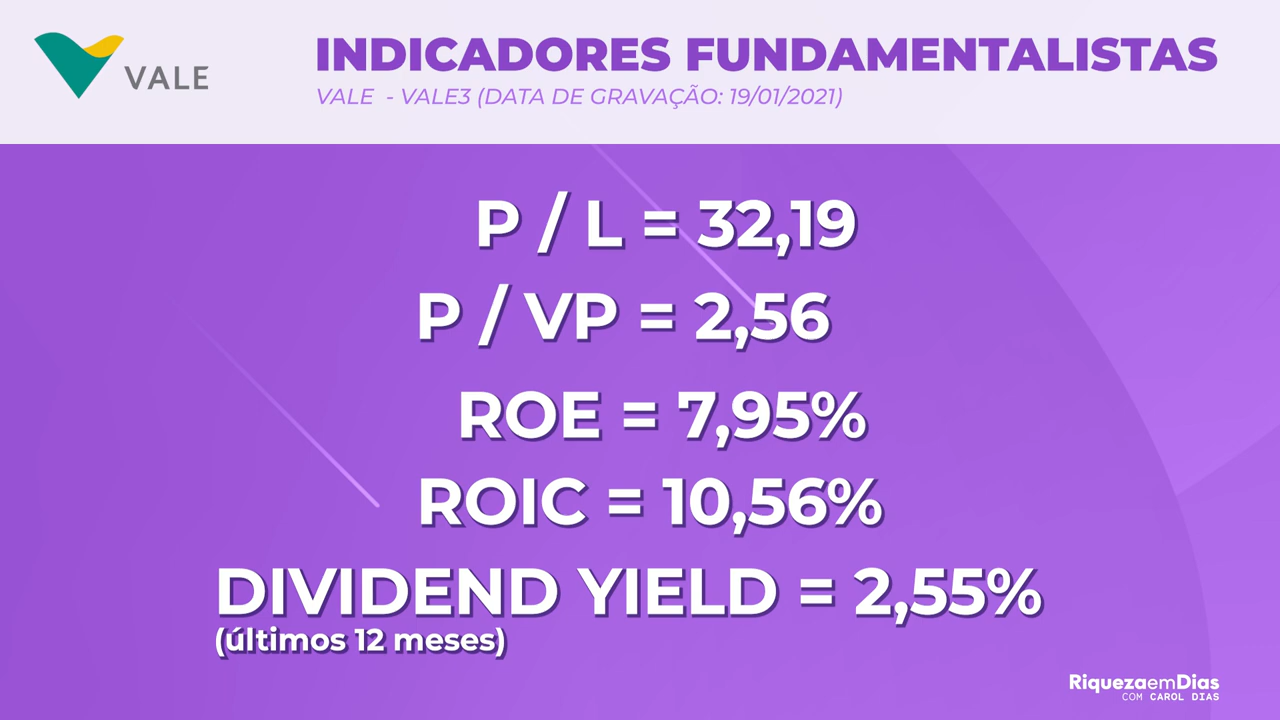 VALE
INDICADORES FUNDAMENTALISTAS
VALE - VALE3 (DATA DE GRAVAÇÃO: 19/01/2021)
P / L = 32,19
P / VP = 2,56
ROE = 7,95%
ROIC = 10,56%
DIVIDEND YIELD = 2,55%
(últimos 12 meses)
RiquezaemDias
COM CAROL DIAS